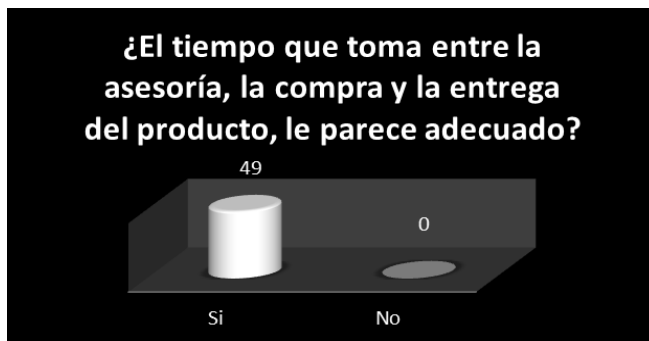 ¿El tiempo que toma entre la
asesoría, la compra y la entrega
del producto, le parece adecuado?
49
0
Si
No